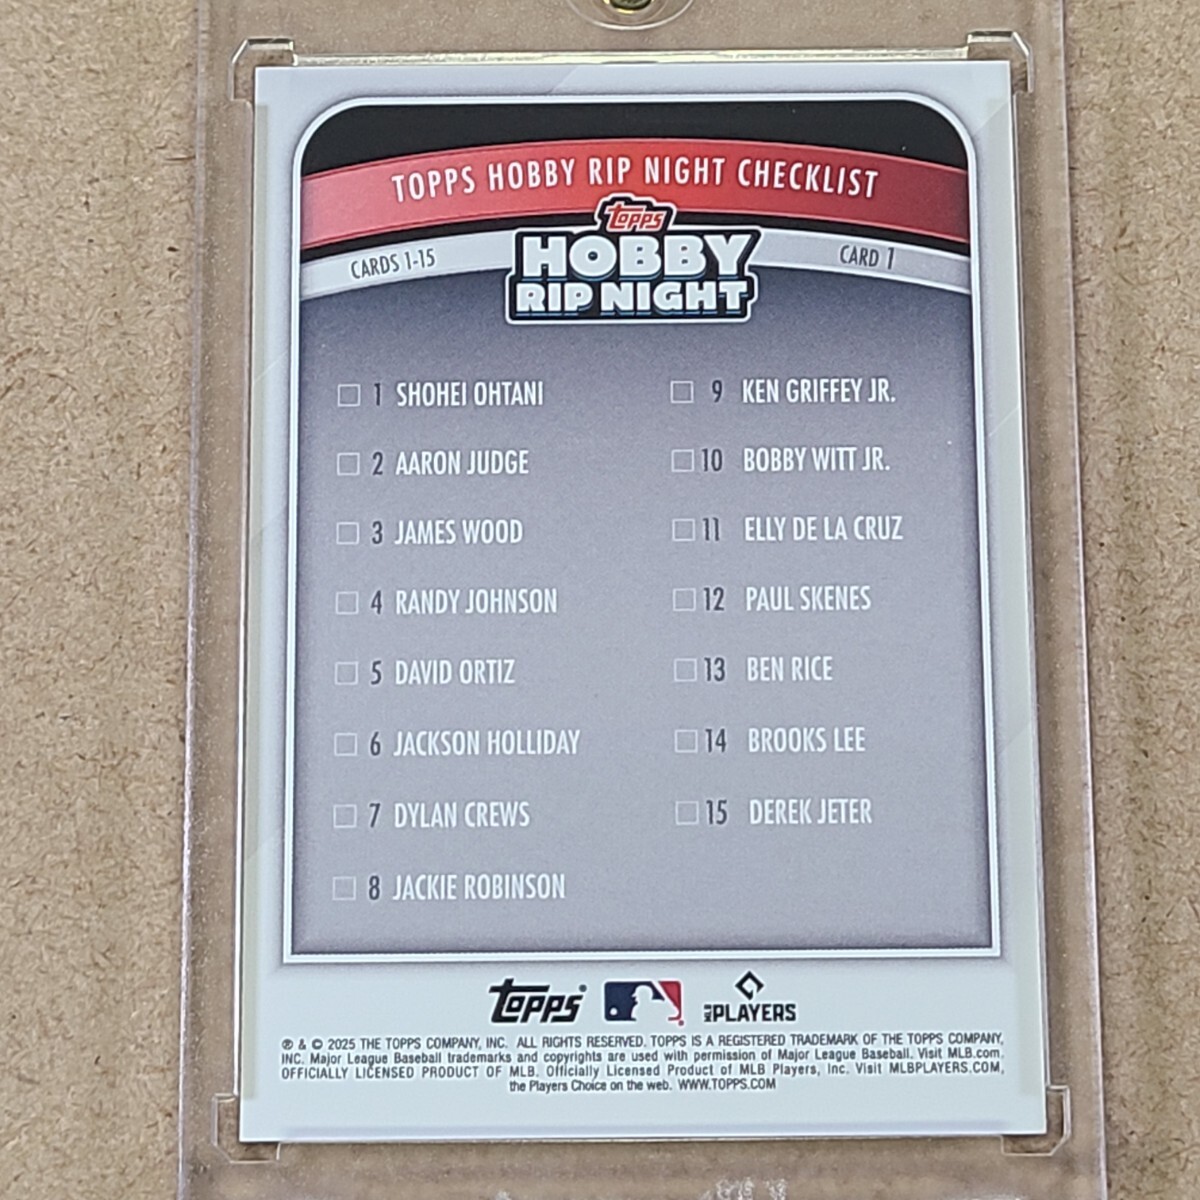 TOPPS HOBBY RIP NIGHT CHECKLIST
topps
HOBBY
RIP NIGHT
CARDS 1-15
CARD 1
1 SHOHEI OHTANI
2 AARON JUDGE
3 JAMES WOOD
4 RANDY JOHNSON
5 DAVID ORTIZ
6 JACKSON HOLLIDAY
7 DYLAN CREWS
8 JACKIE ROBINSON
9 KEN GRIFFEY JR.
10 BOBBY WITT JR.
11 ELLY DE LA CRUZ
12 PAUL SKENES
13 BEN RICE
14 BROOKS LEE
15 DEREK JETER
topps®
MLB PLAYERS
® & © 2025 THE TOPPS COMPANY, INC. ALL RIGHTS RESERVED. TOPPS IS A REGISTERED TRADEMARK OF THE TOPPS COMPANY,
INC. Major League Baseball trademarks and copyrights are used with permission of Major League Baseball. Visit MLB.com.
OFFICIALLY LICENSED PRODUCT OF MLB. Officially Licensed Product of MLB Players, Inc. Visit MLBPLAYERS.COM,
the Players Choice on the web. WWW.TOPPS.COM